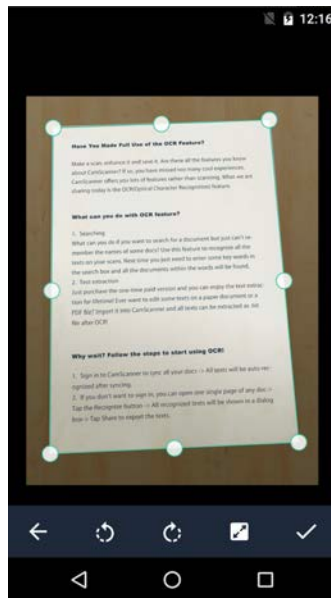 12:16
Have You Made Full Use of the OCR Feature?
Make a scan, enhance it and save it. Are these all the features you know
about CamScanner? If so, you have missed too many cool experiences.
CamScanner offers you lots of features rather than scanning. What we are
sharing today is the OCR(Optical Character Recognition) feature.
What can you do with OCR feature?
1. Searching
What can you do if you want to search for a document but just can't re-
member the names of some docs? Use this feature to recognize all the
texts on your scans. Next time you just need to enter some key words in
the search box and all the documents within the words will be found.
2. Text extraction
Just purchase the one-time paid version and you can enjoy the text extrac-
tion for lifetime! Ever want to edit some texts on a paper document or a
PDF file? Import it into CamScanner and all texts can be extracted as .txt
file after OCR!
Why wait? Follow the steps to start using OCR!
1. Sign in to CamScanner to sync all your docs -> All texts will be auto-rec-
ognized after syncing.
2. If you don't want to sign in, you can open one single page of any doc->
Tap the Recognize button -> All recognized texts will be shown in a dialog
box-> Tap Share to export the texts.